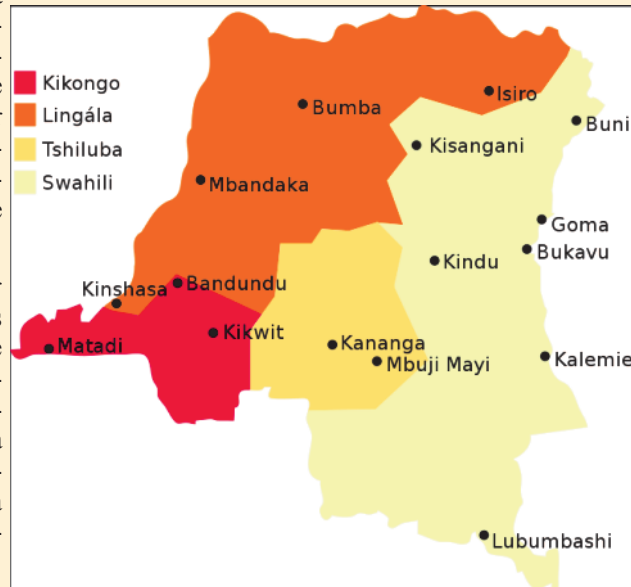 Kikongo
Lingála
Tshiluba
Swahili
Isiro
Bumba
Buni
Kisangani
Mbandaka
Goma
Bukavu
Kindu
Bandundu
Kinshasa
Kikwit
Matadi
Kananga
Mbuji Mayi
Kalemie
Lubumbashi